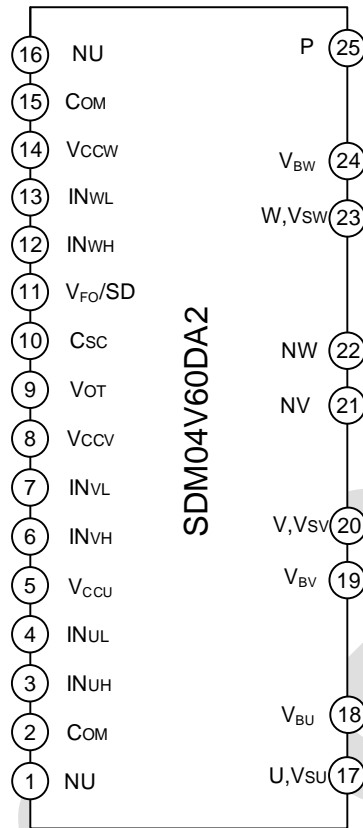 16 NU
15 COM
14 VCCW
13 INWL
12 INWH
11 VFO/SD
10 CSC
9 VOT
8 VCCV
7 INVL
6 INVH
5 VCCU
4 INUL
3 INUH
2 COM
1 NU
SDM04V60DA2
P 25
VBW 24
W,VSW 23
NW 22
NV 21
V,VSV 20
VBV 19
VBU 18
U,VSU 17